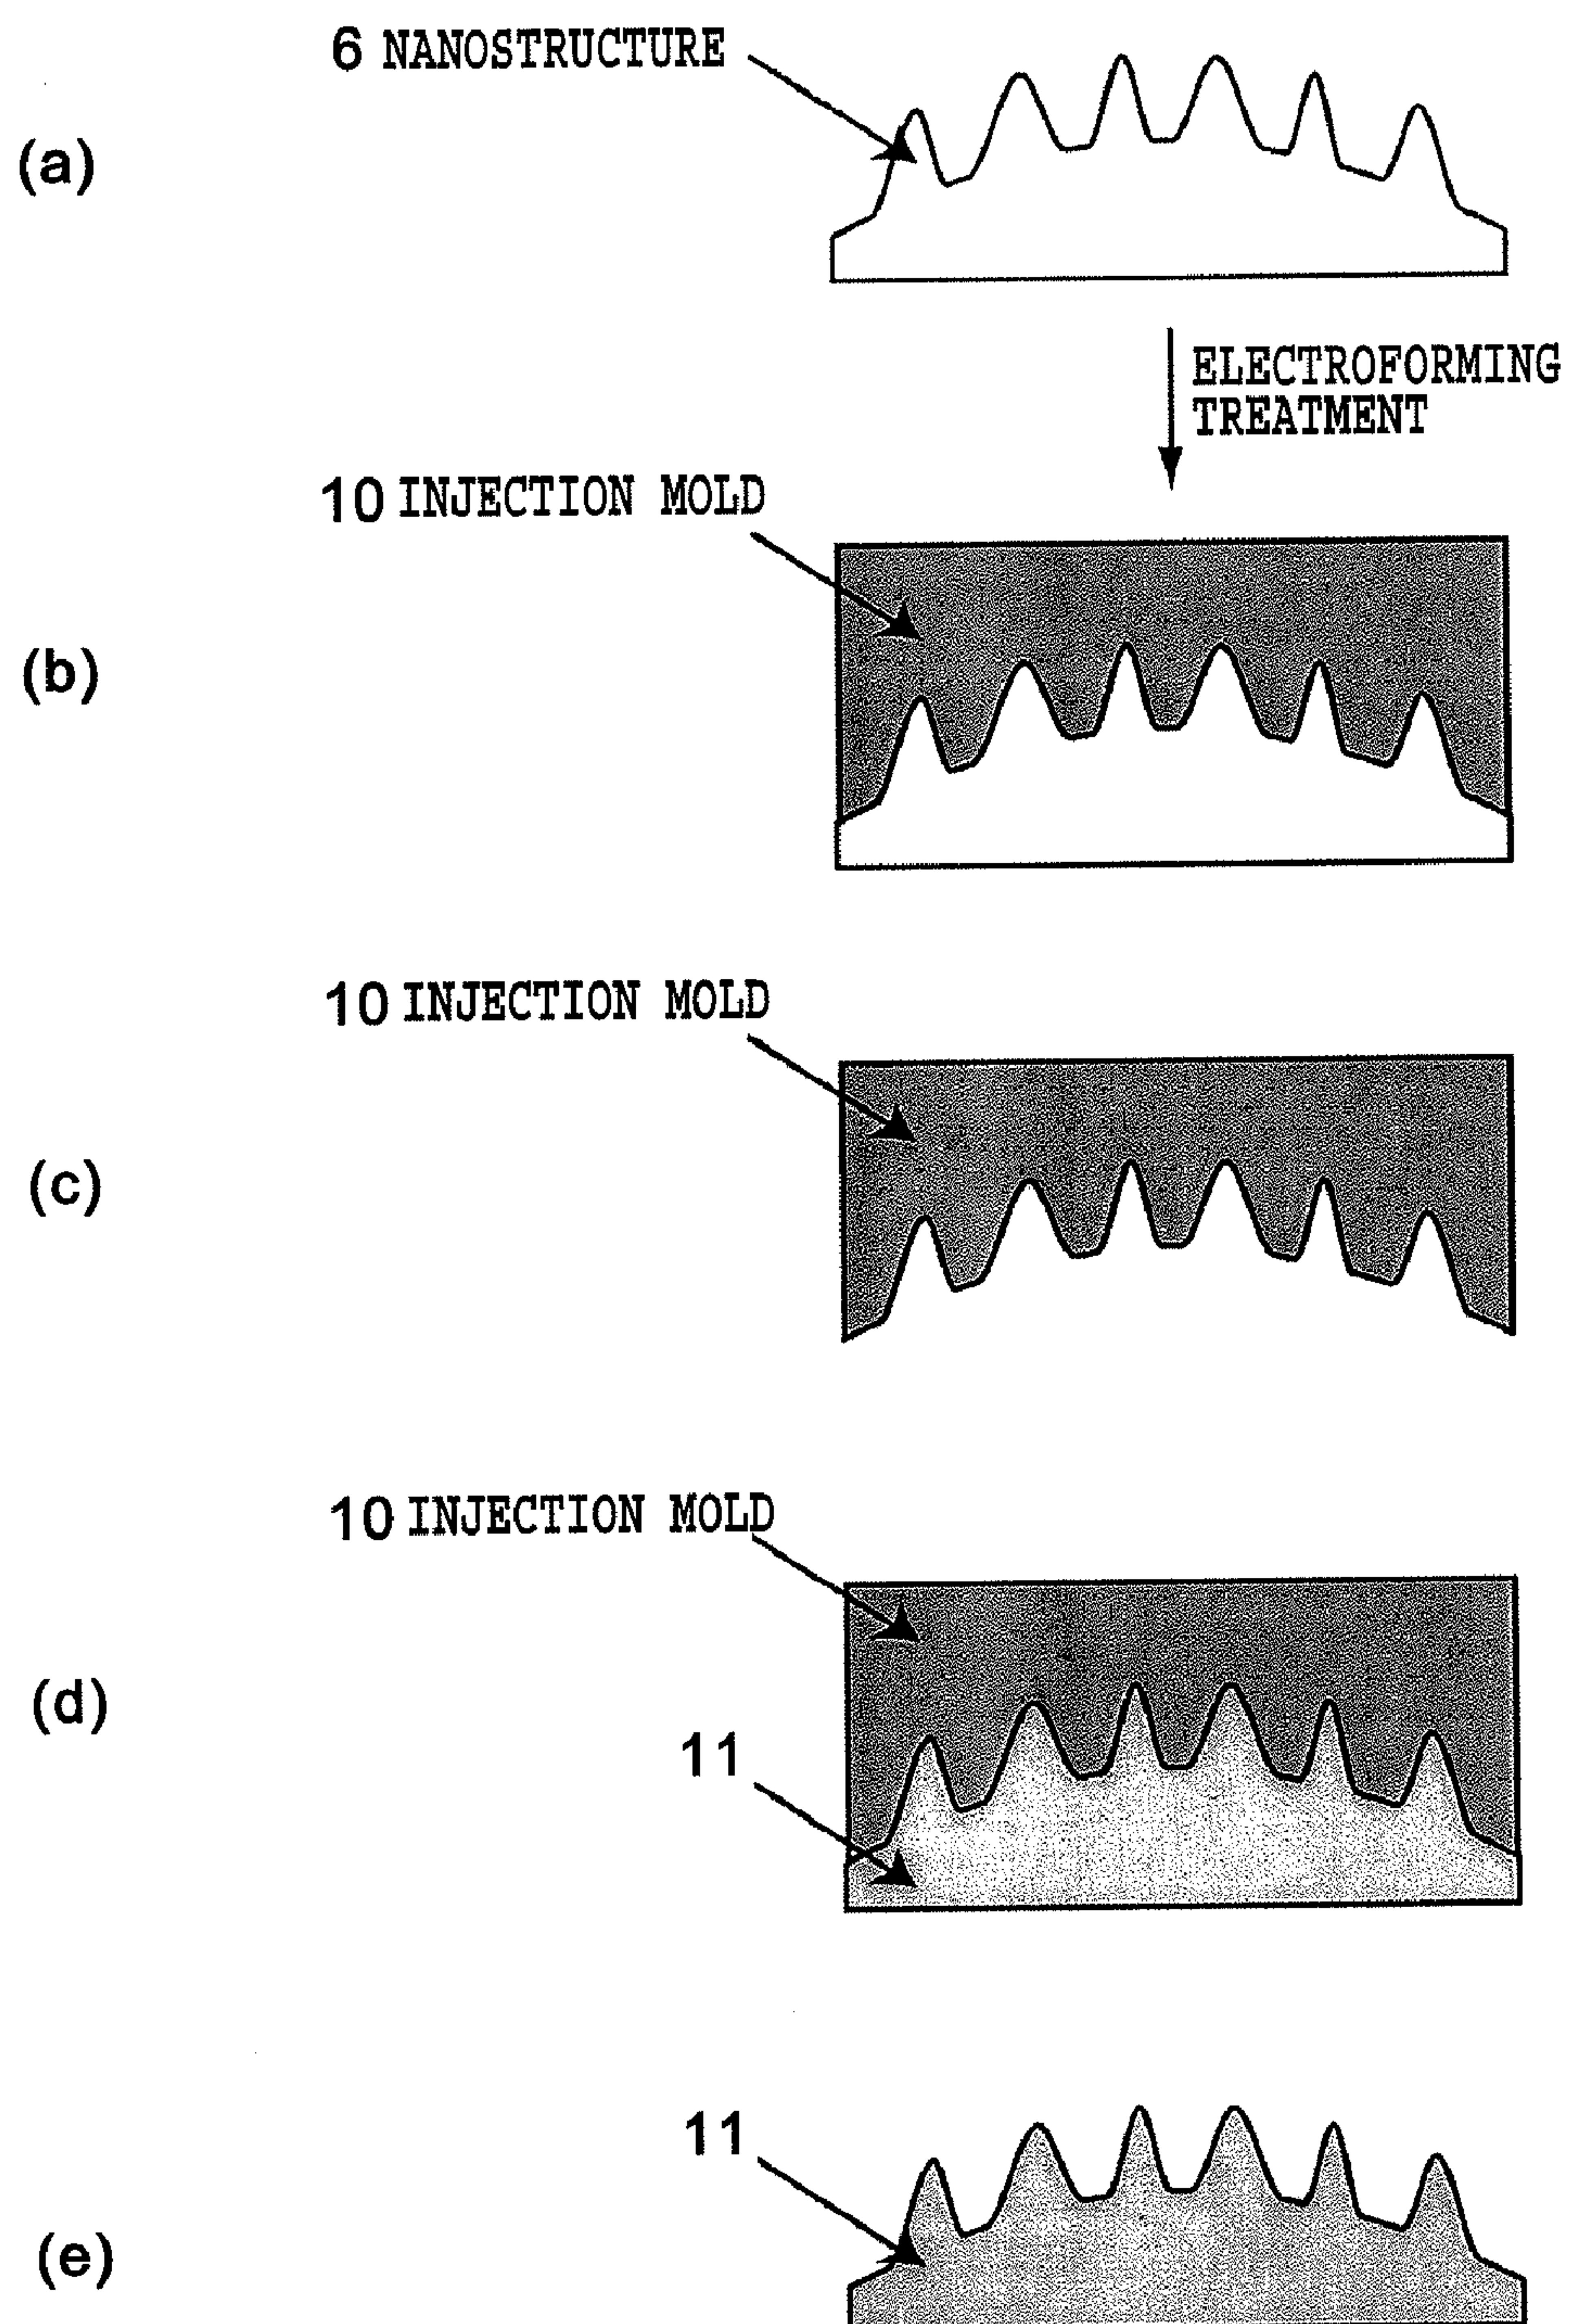 6 NANOSTRUCTURE
(a)
ELECTROFORMING
TREATMENT
10 INJECTION MOLD
(b)
10 INJECTION MOLD
(c)
10 INJECTION MOLD
(d)
11
11
(e)